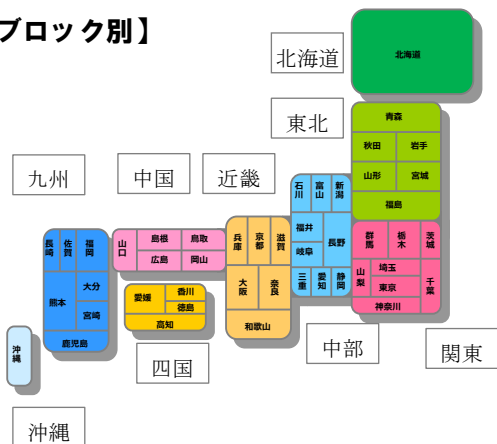 ブロック別】
北海道
北海道
東北
青森
秋田
岩手
山形
宮城
福島
九州
中国
近畿
石川
富山
新潟
福井
長野
岐阜
三重
愛知
静岡
群馬
栃木
茨城
山梨
埼玉
東京
千葉
神奈川
兵庫
京都
滋賀
大阪
奈良
和歌山
山口
島根
鳥取
広島
岡山
長崎
佐賀
福岡
熊本
大分
宮崎
鹿児島
愛媛
香川
徳島
高知
沖縄
中部
関東
四国
沖縄